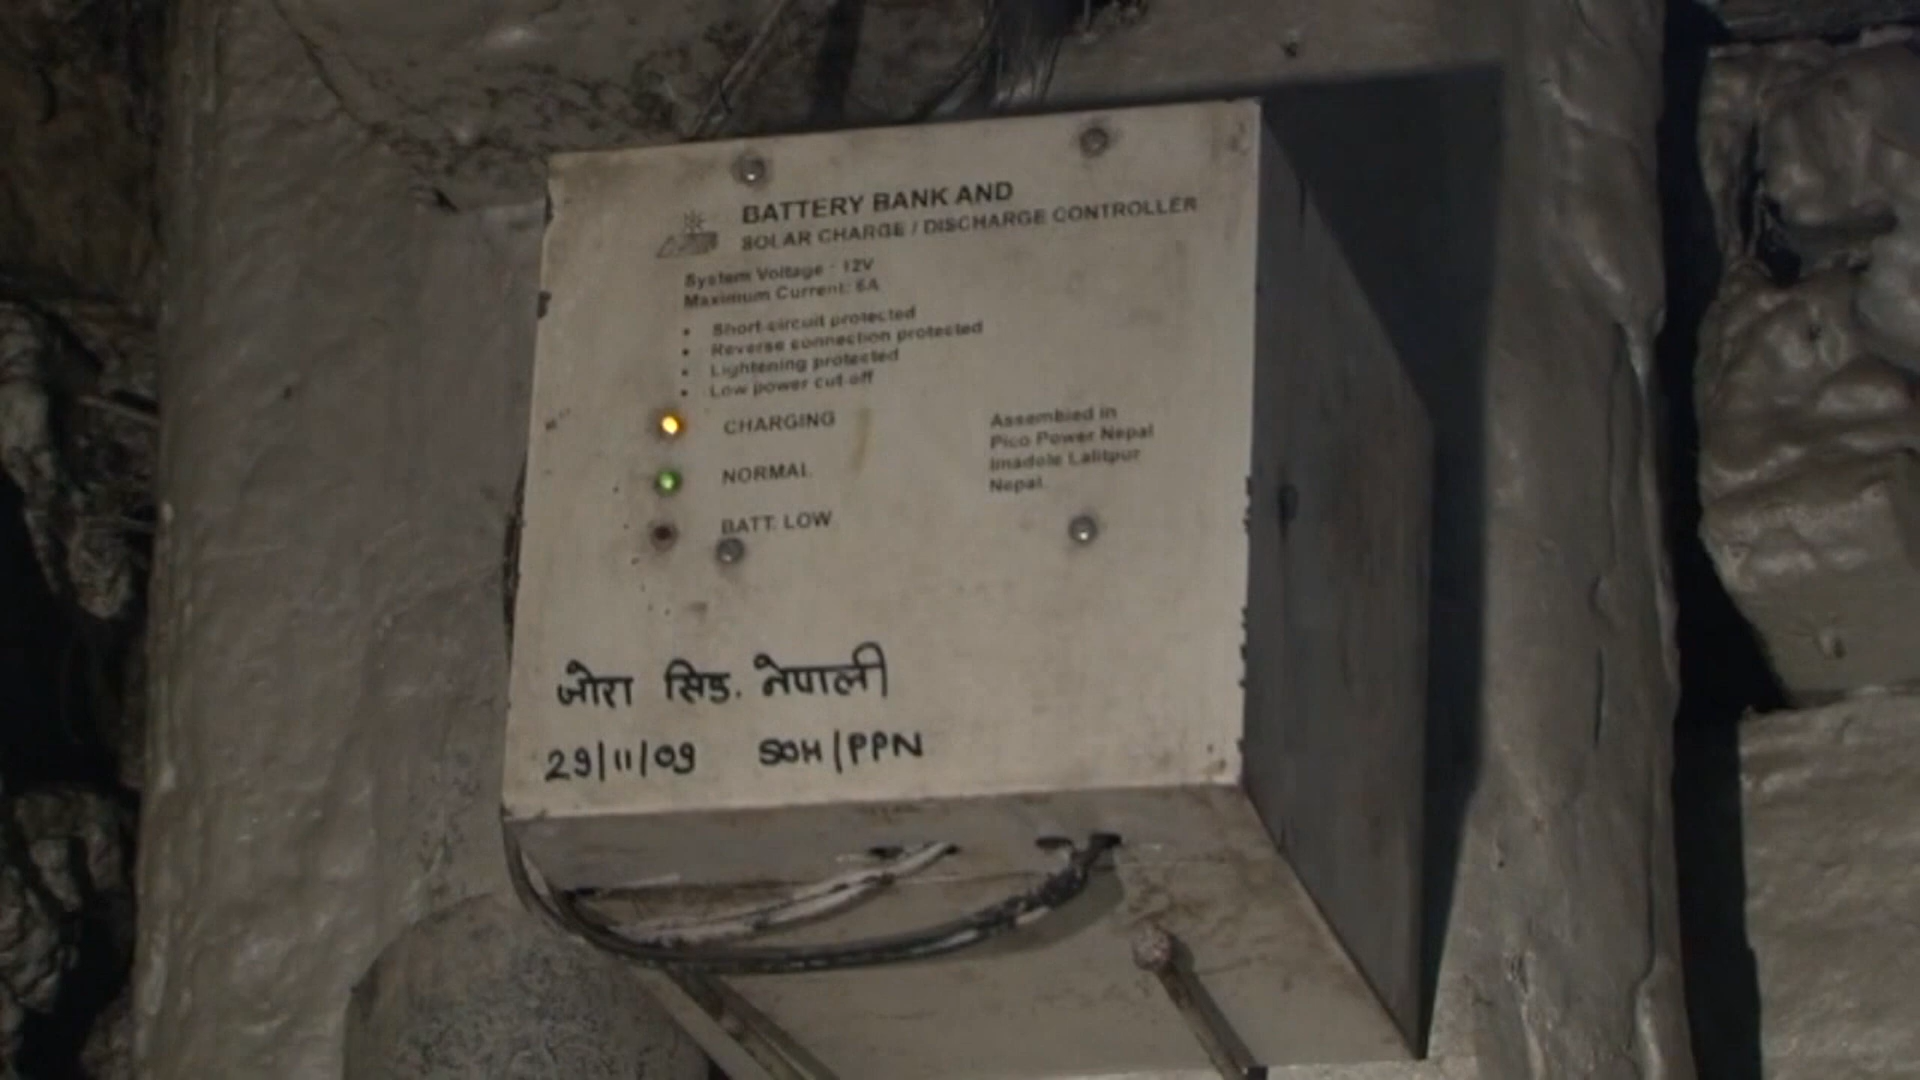 BATTERY BANK AND
SOLAR CHARGE / DISCHARGE CONTROLLER
System Voltage : 12V
Maximum Current: 6A
• Short-circuit protected
• Reverse connection protected
• Lightening protected
• Low power cut-off
CHARGING
NORMAL
BATT. LOW
Assembled in
Pico Power Nepal
Imadole Lalitpur
Nepal.
जोरा सिङ. नेपाली
29/11/09 SOH/PPN